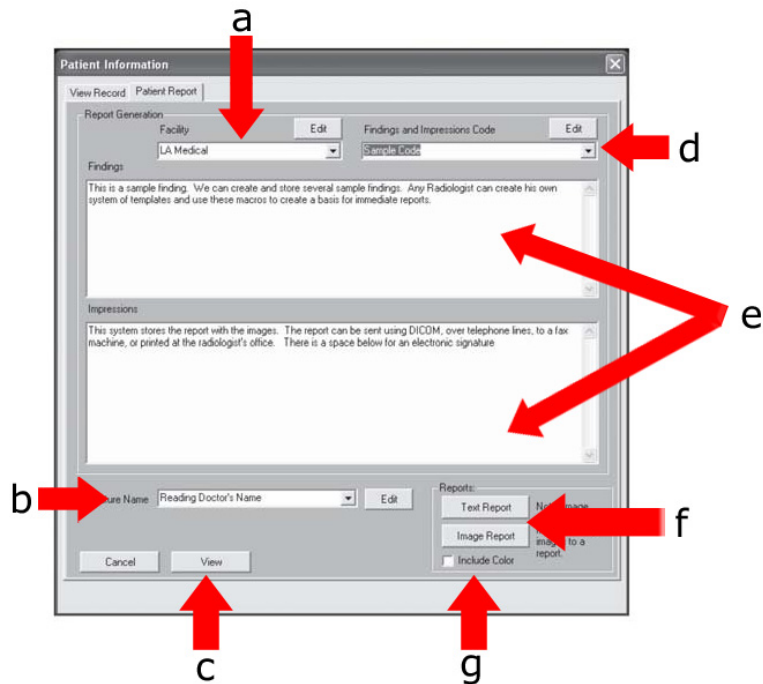 a
Patient Information
View Record Patient Report
Report Generation
Facility Edit Findings and Impressions Code Edit
LA Medical Sample Code
d
Findings
This is a sample finding. We can create and store several sample findings. Any Radiologist can create his own
system of templates and use these macros to create a basis for immediate reports.
e
Impressions
This system stores the report with the images. The report can be sent using DICOM, over telephone lines, to a fax
machine, or printed at the radiologist's office. There is a space below for an electronic signature
b
Name Reading Doctor's Name Edit
Reports:
Text Report
f
Image Report
images to a
report.
Cancel View
Include Color
c
g